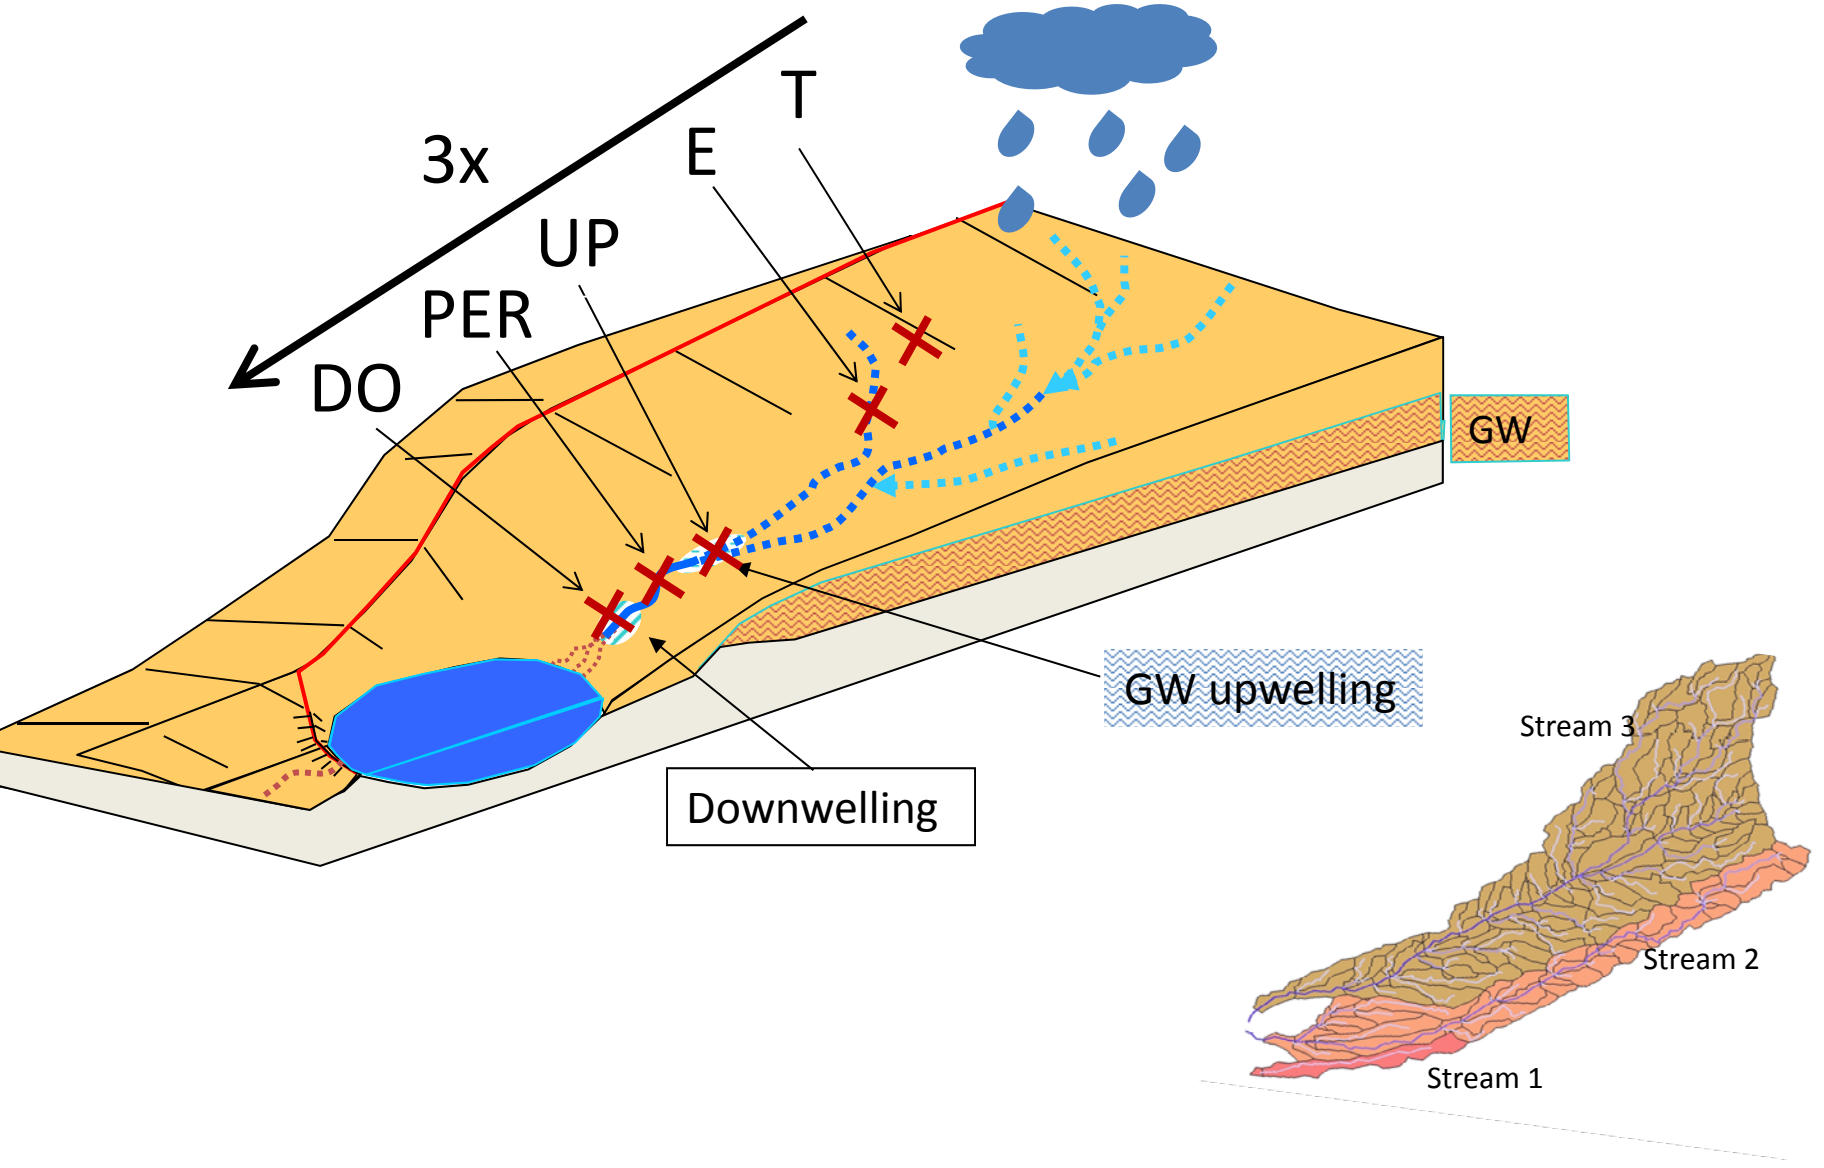 T
E
3x
UP
PER
DO
GW
GW upwelling
Downwelling
Stream 3
Stream 2
Stream 1